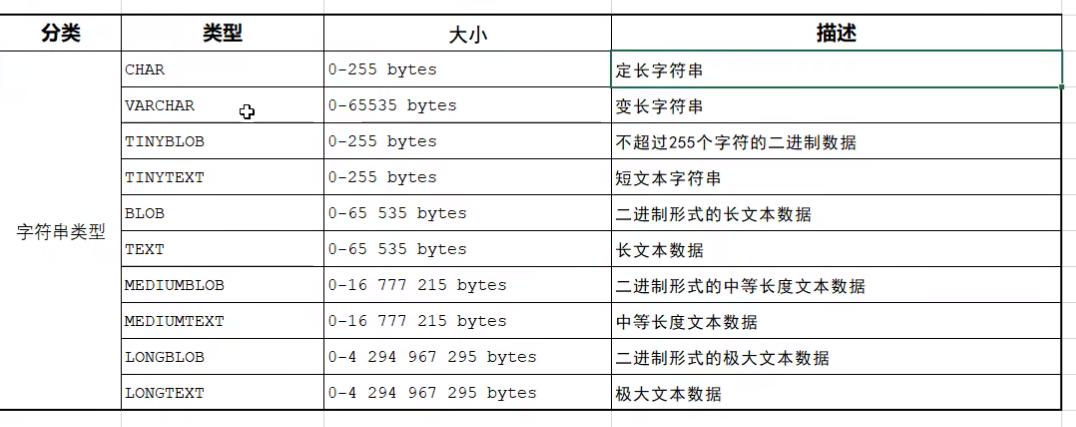 分类 类型 大小 描述
CHAR 0-255 bytes 定长字符串
VARCHAR 0-65535 bytes 变长字符串
TINYBLOB 0-255 bytes 不超过255个字符的二进制数据
TINYTEXT 0-255 bytes 短文本字符串
BLOB 0-65 535 bytes 二进制形式的长文本数据
字符串类型
TEXT 0-65 535 bytes 长文本数据
MEDIUMBLOB 0-16 777 215 bytes 二进制形式的中等长度文本数据
MEDIUMTEXT 0-16 777 215 bytes 中等长度文本数据
LONGBLOB 0-4 294 967 295 bytes 二进制形式的极大文本数据
LONGTEXT 0-4 294 967 295 bytes 极大文本数据